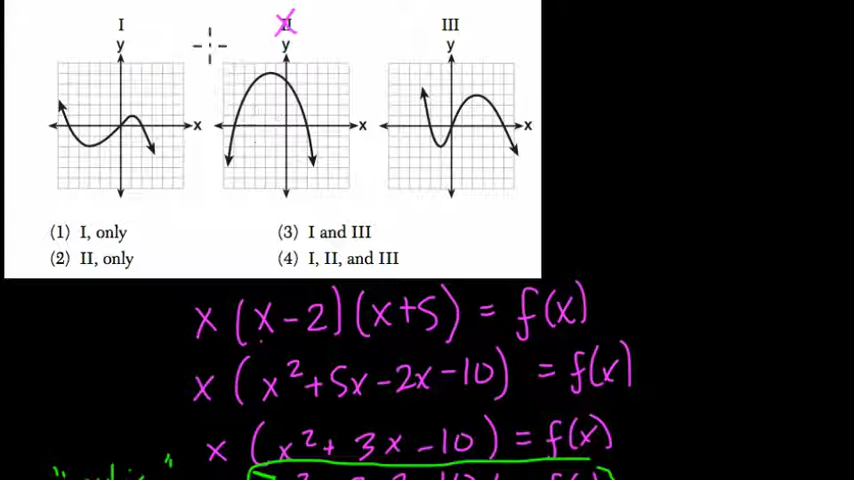 I II III
y y y
x x x
(1) I, only (3) I and III
(2) II, only (4) I, II, and III
x (x-2)(x+5) = f(x)
x (x²+5x-2x-10) = f(x)
x (x²+3x-10) = f(x)